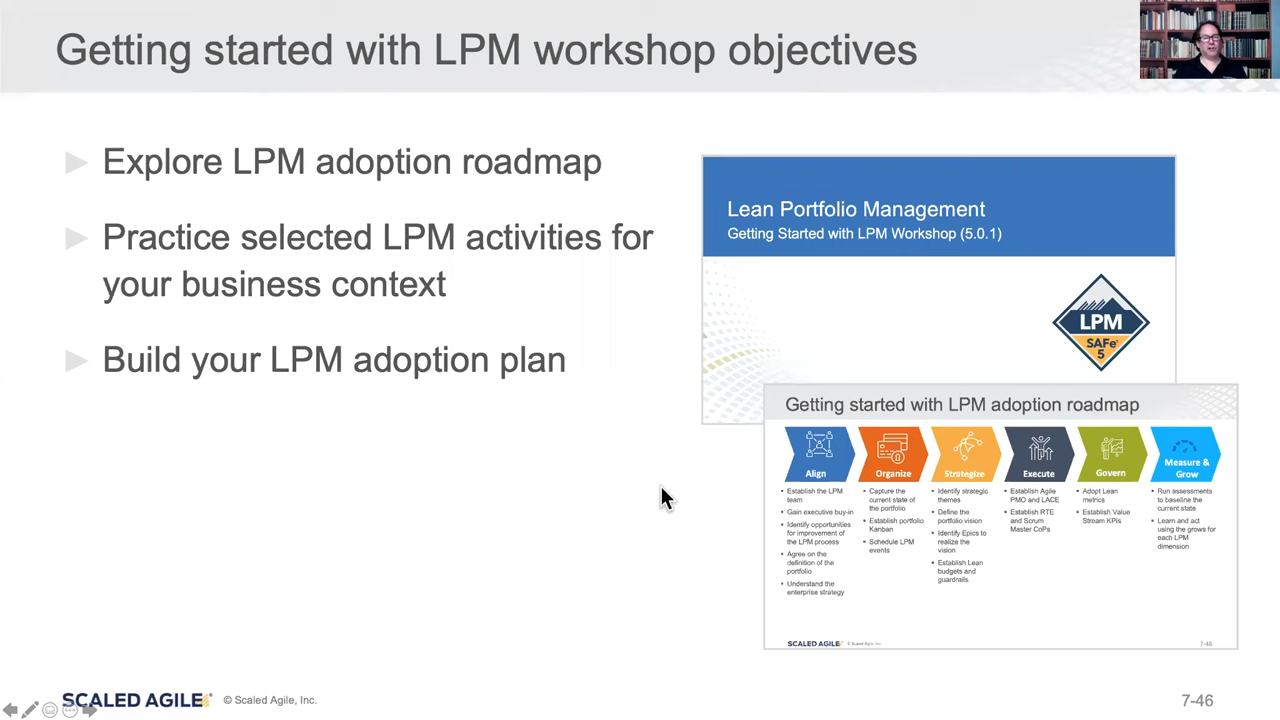 Getting started with LPM workshop objectives
Explore LPM adoption roadmap
Practice selected LPM activities for
your business context
Build your LPM adoption plan
Lean Portfolio Management
Getting Started with LPM Workshop (5.0.1)
LPM
SAFe
5
Getting started with LPM adoption roadmap
Align
Establish the LPM
team
Gain executive buy-in
Identify opportunities
for improvement of
the LPM process
Agree on the
definition of the
portfolio
Understand the
enterprise strategy
Organize
Capture the
current state of
the portfolio
Establish portfolio
Kanban
Schedule LPM
events
Strategize
Identify strategic
themes
Define the
portfolio vision
Identify Epics to
realize the
vision
Establish Lean
budgets and
guardrails
Execute
Establish Agile
PMO and LACE
Establish RTE
and Scrum
Master CoPs
Govern
Adopt Lean
metrics
Establish Value
Stream KPIs
Measure &
Grow
Run assessments
to baseline the
current state
Learn and act
using the grows for
each LPM
dimension
SCALED AGILE © Scaled Agile, Inc.
7-46
SCALED AGILE © Scaled Agile, Inc.
7-46